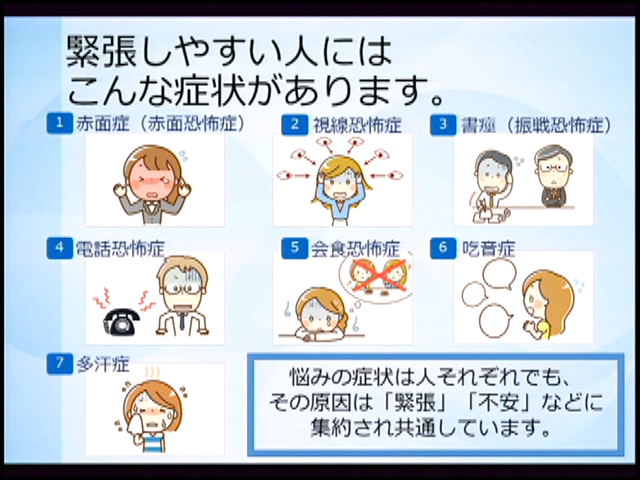 緊張しやすい人には
こんな症状があります。
1 赤面症（赤面恐怖症）
2 視線恐怖症
3 書痙（振戦恐怖症）
4 電話恐怖症
5 会食恐怖症
6 吃音症
7 多汗症
悩みの症状は人それぞれでも、
その原因は「緊張」「不安」などに
集約され共通しています。